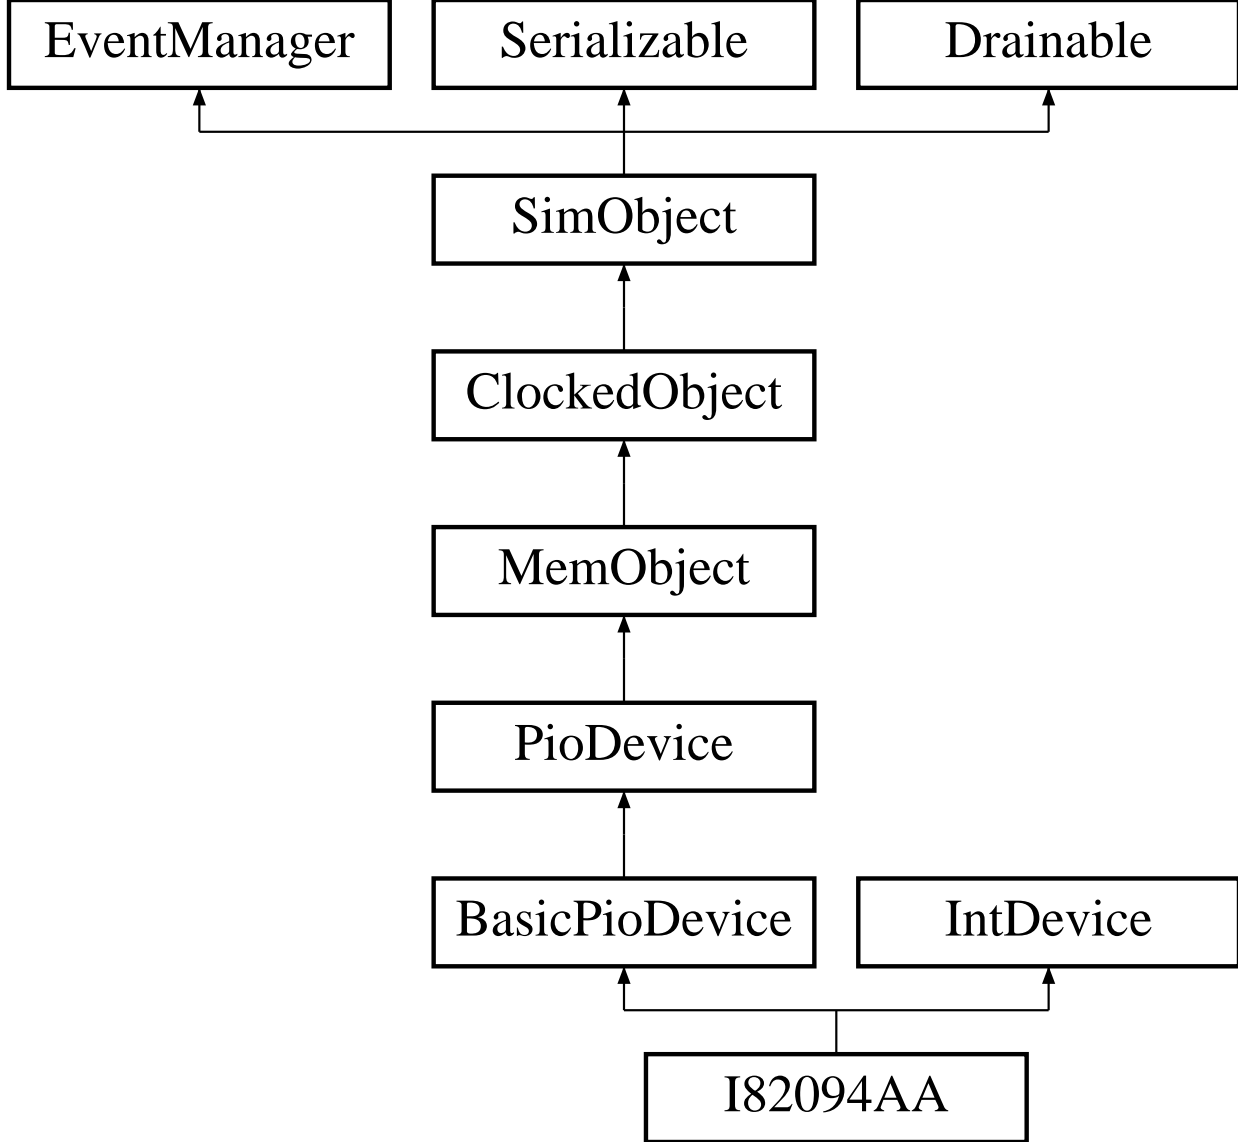 EventManager
Serializable
Drainable
SimObject
ClockedObject
MemObject
PioDevice
BasicPioDevice
IntDevice
I82094AA